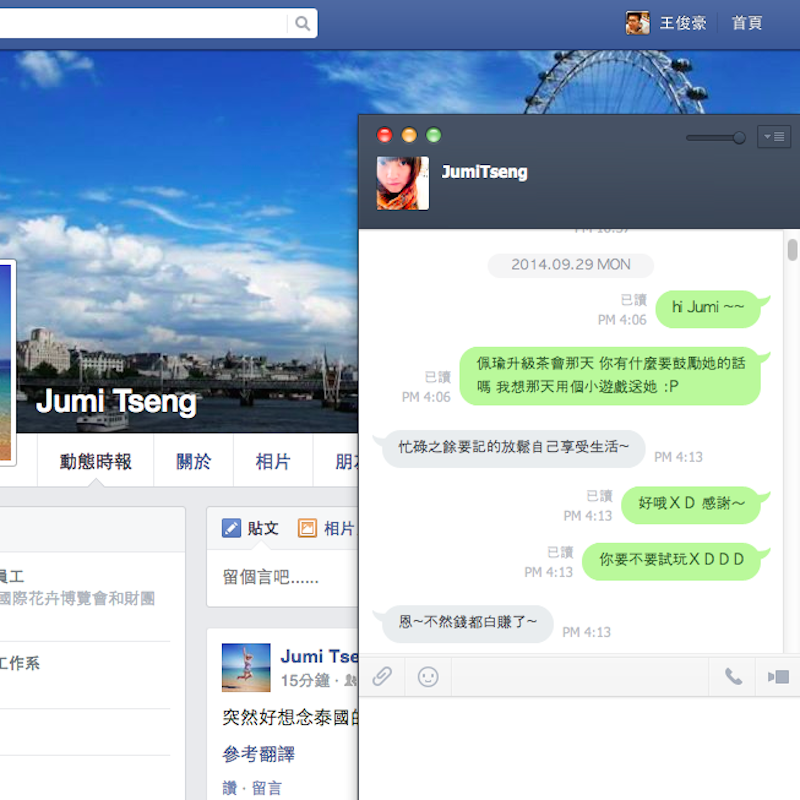 王俊豪
首頁
Jumi Tseng
動態時報
關於
相片
員工
國際花卉博覽會和財團
工作系
貼文
相片
留個言吧……
Jumi Tse
15分鐘 ·
突然好想念泰國的
參考翻譯
讚 · 留言
JumiTseng
PM 10:37
2014.09.29 MON
已讀
PM 4:06
hi Jumi ~~
已讀
PM 4:06
佩瑜升級茶會那天 你有什麼要鼓勵她的話
嗎 我想那天用個小遊戲送她 :P
忙碌之餘要記的放鬆自己享受生活~
PM 4:13
已讀
PM 4:13
好哦ＸＤ 感謝～
已讀
PM 4:13
你要不要試玩ＸＤＤＤ
恩~不然錢都白賺了~
PM 4:13